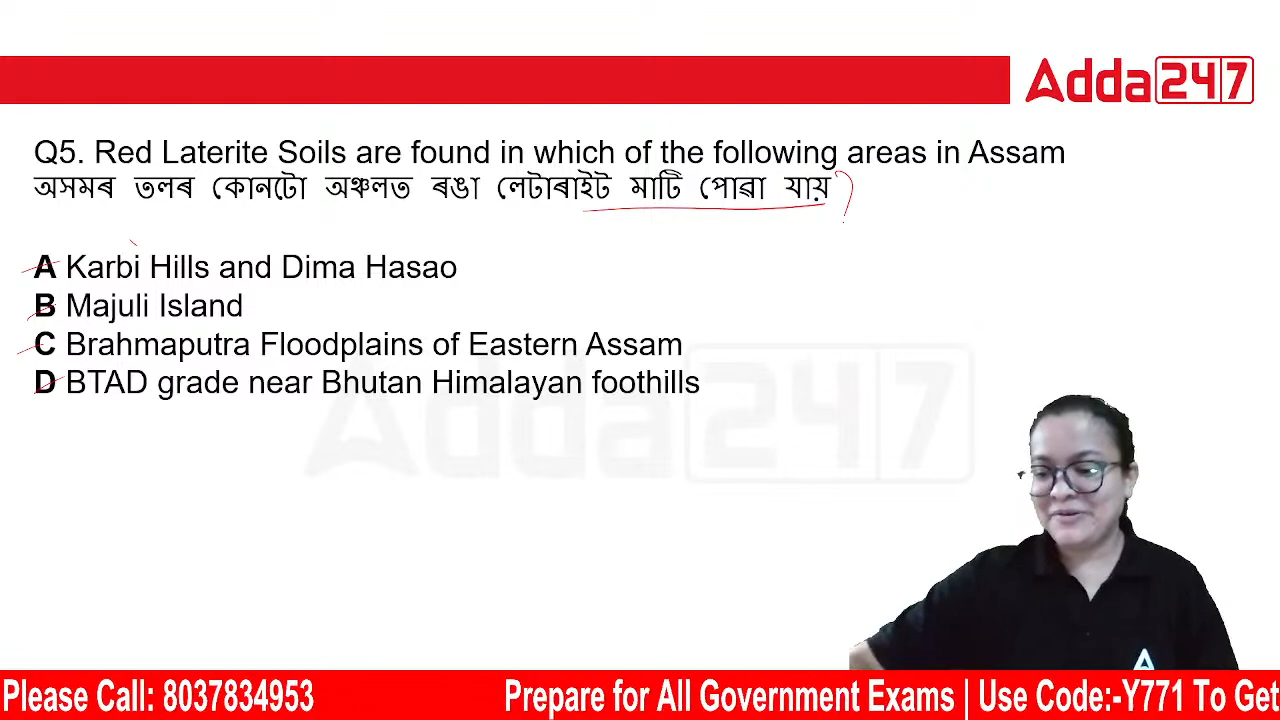 Adda247
Q5. Red Laterite Soils are found in which of the following areas in Assam
অসমৰ তলৰ কোনটো অঞ্চলত ৰঙা লেটাৰাইট মাটি পোৱা যায়?
A Karbi Hills and Dima Hasao
B Majuli Island
C Brahmaputra Floodplains of Eastern Assam
D BTAD grade near Bhutan Himalayan foothills
Adda247
Please Call: 8037834953 Prepare for All Government Exams | Use Code:-Y771 To Get